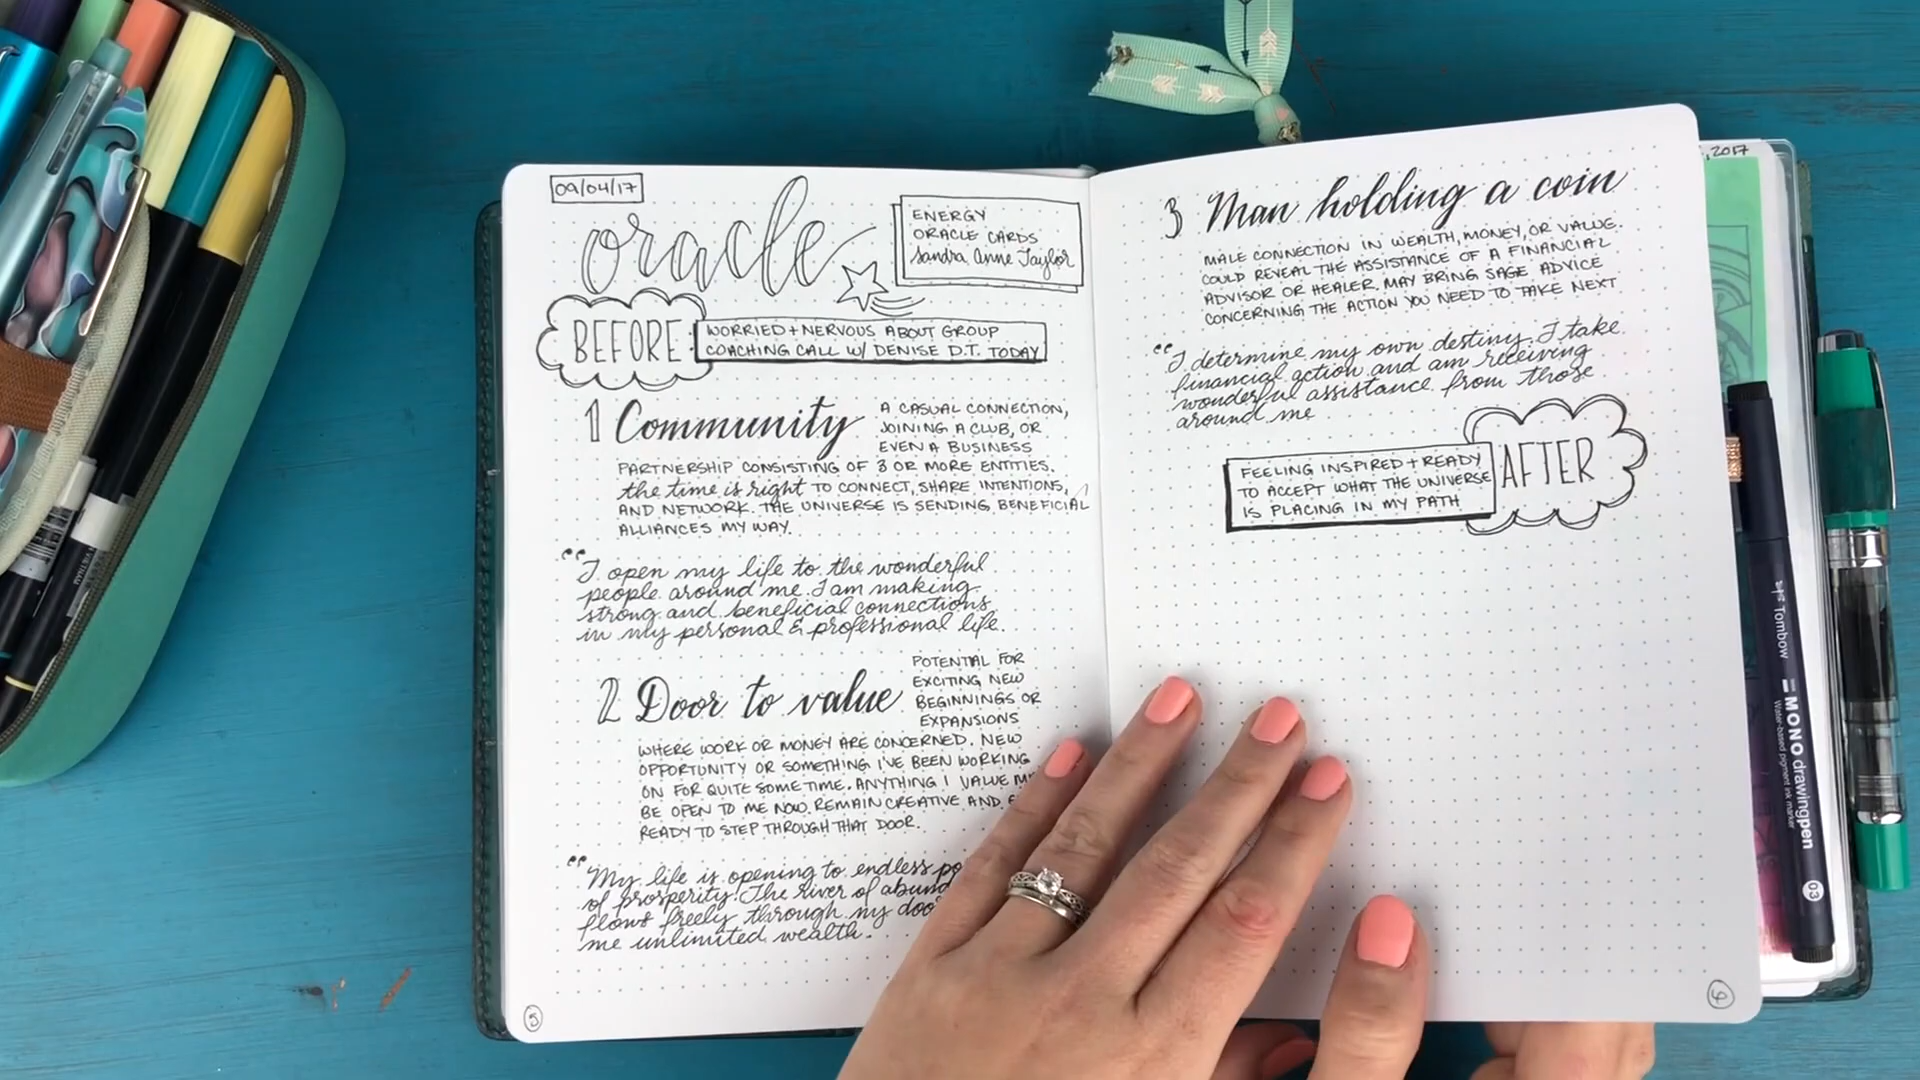 09/04/17
oracle
ENERGY
ORACLE CARDS
Sandra Anne Taylor
BEFORE
WORRIED + NERVOUS ABOUT GROUP
COACHING CALL W/ DENISE D.T. TODAY
1 Community
A CASUAL CONNECTION,
JOINING A CLUB, OR
EVEN A BUSINESS
PARTNERSHIP CONSISTING OF 3 OR MORE ENTITIES.
the time is right TO CONNECT, SHARE INTENTIONS,
AND NETWORK. THE UNIVERSE IS SENDING BENEFICIAL
ALLIANCES MY WAY.
"I open my life to the wonderful
people around me. I am making
strong and beneficial connections
in my personal & professional life.
2 Door to value
POTENTIAL FOR
EXCITING NEW
BEGINNINGS OR
EXPANSIONS
WHERE WORK OR MONEY ARE CONCERNED. NEW
OPPORTUNITY OR SOMETHING I'VE BEEN WORKING
ON FOR QUITE SOME TIME. ANYTHING I VALUE
BE OPEN TO ME NOW. REMAIN CREATIVE AND
READY TO STEP THROUGH THAT DOOR.
"My life is opening to endless
of prosperity. The river of
flows freely through my
me unlimited wealth.
5
3 Man holding a coin
MALE CONNECTION IN WEALTH, MONEY, OR VALUE.
COULD REVEAL THE ASSISTANCE OF A FINANCIAL
ADVISOR OR HEALER. MAY BRING SAGE ADVICE
CONCERNING THE ACTION YOU NEED TO TAKE NEXT
"I determine my own destiny. I take
financial action and am receiving
wonderful assistance from those
around me
FEELING INSPIRED + READY
TO ACCEPT WHAT THE UNIVERSE
IS PLACING IN MY PATH
AFTER
6
, 2017
Tombow
MONO drawing pen
Water-based pigment ink marker
03